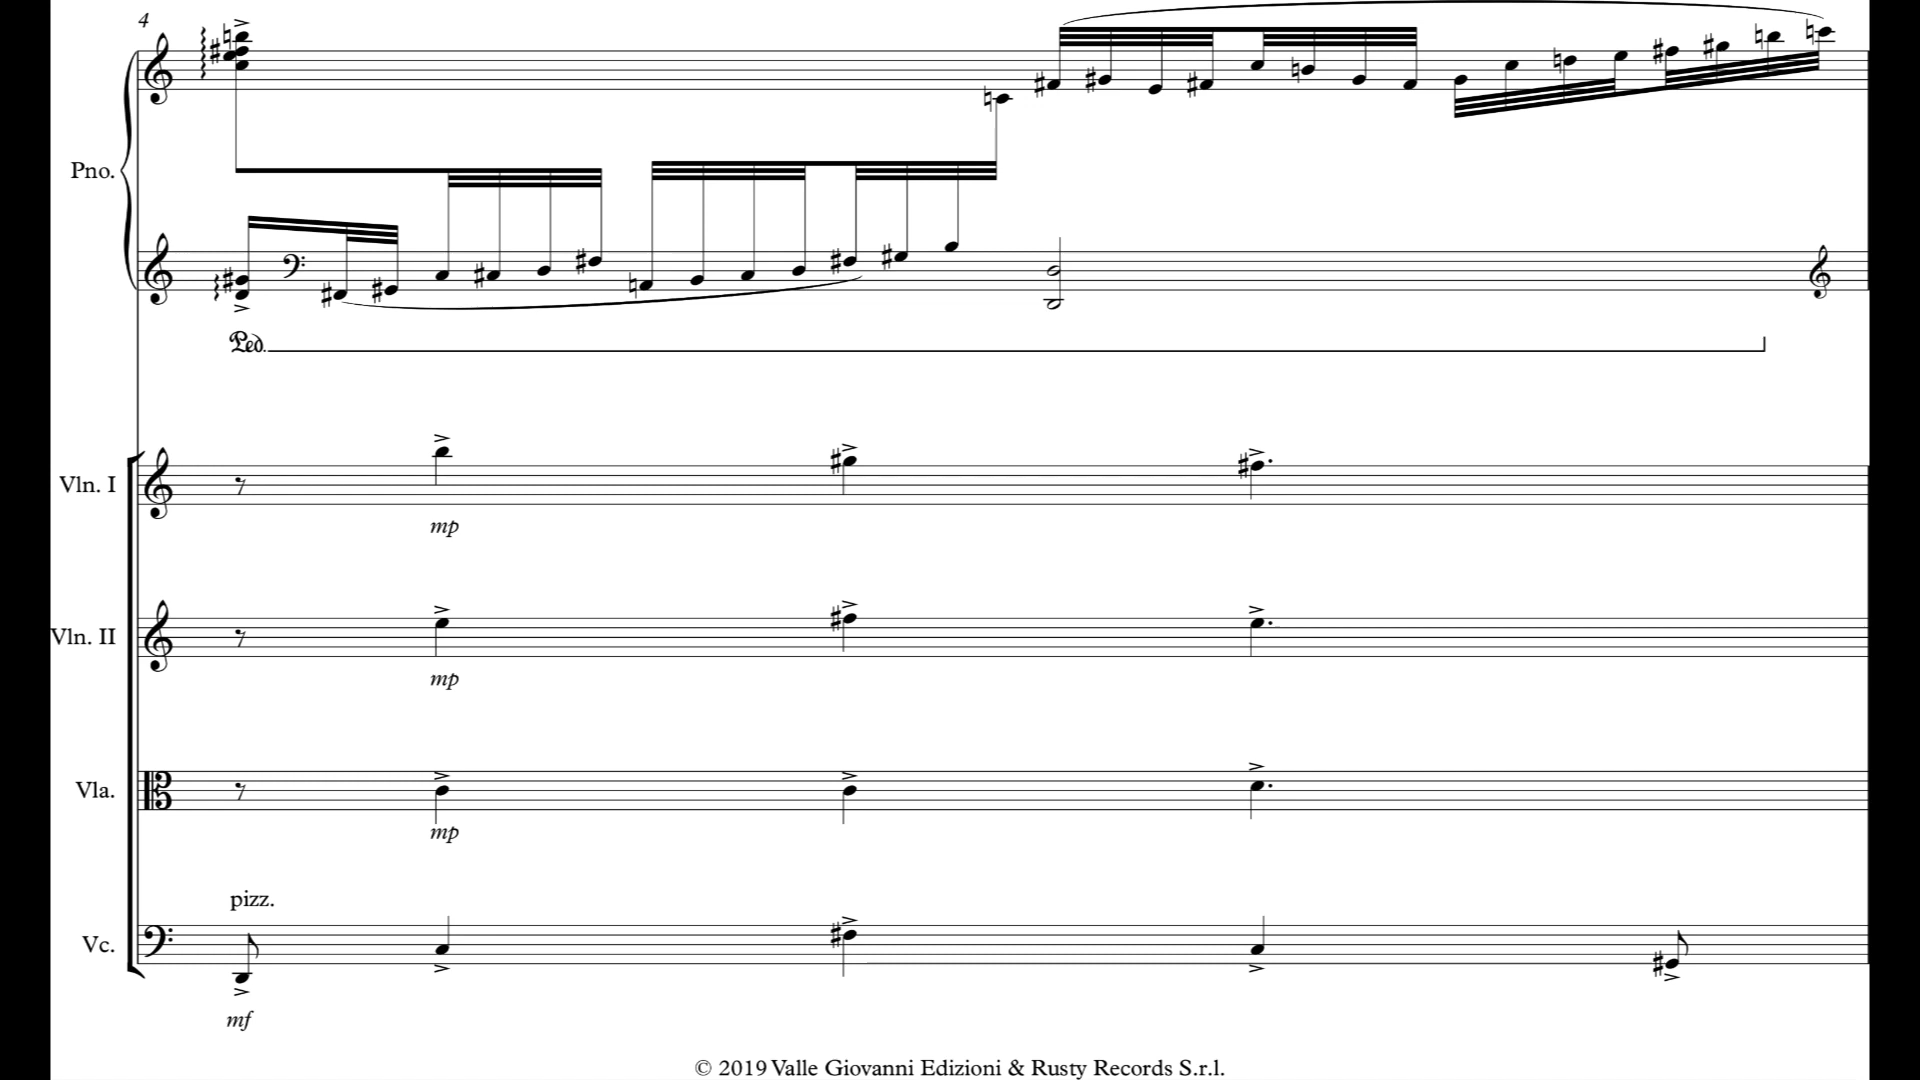 4
Pno.
Ped.
Vln. I
mp
Vln. II
mp
Vla.
mp
pizz.
Vc.
mf
© 2019 Valle Giovanni Edizioni & Rusty Records S.r.l.